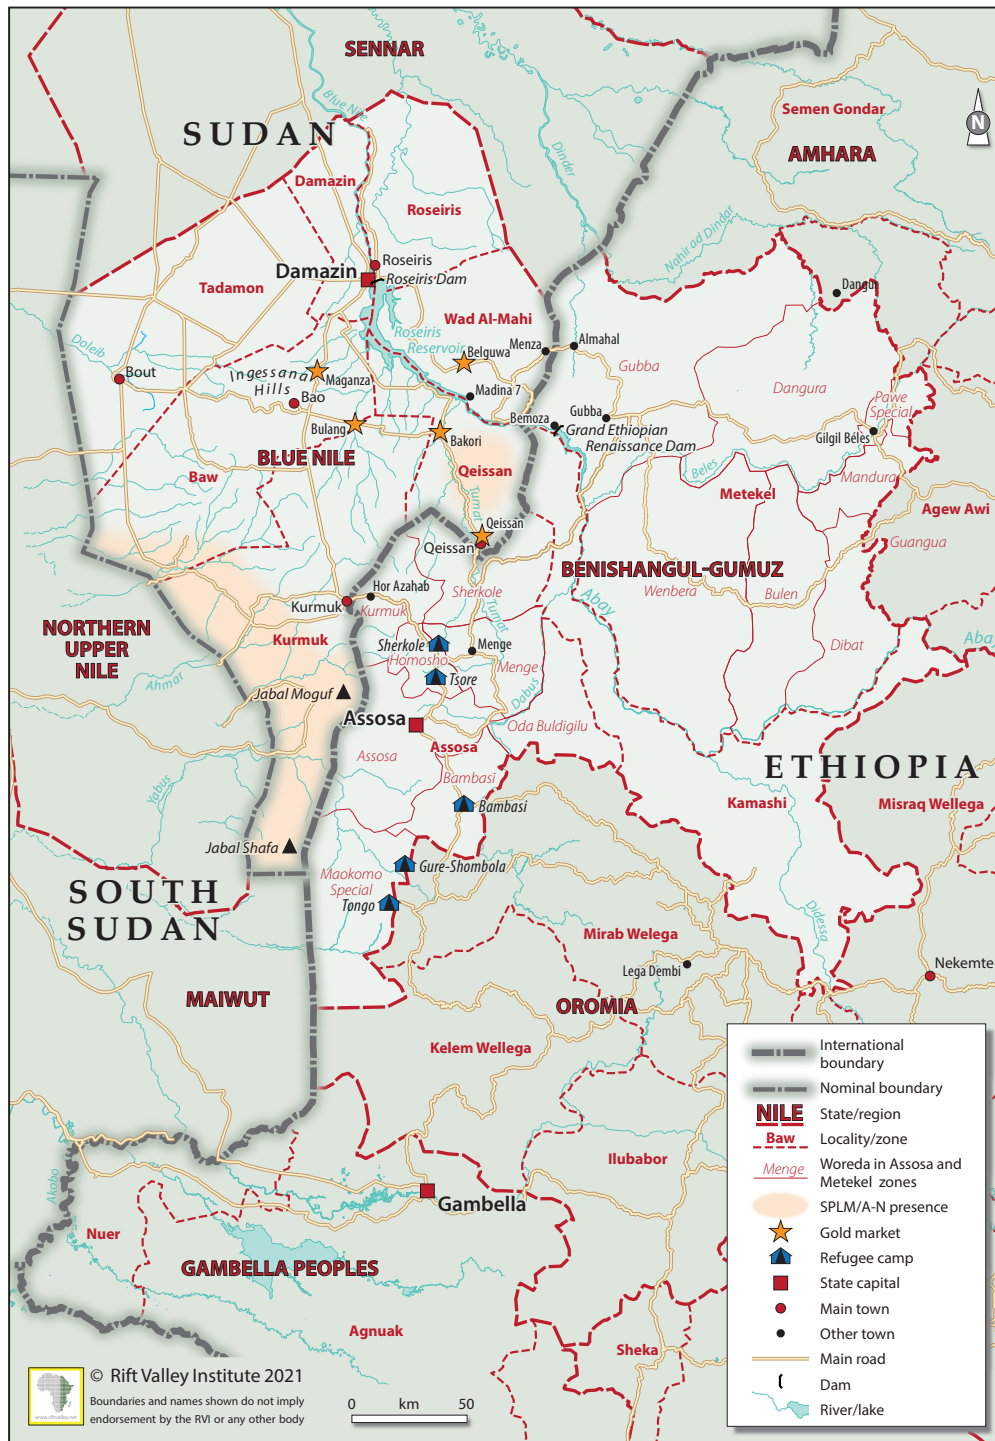 SENNAR
Blue Nile
SUDAN
Semen Gondar
AMHARA
N
Dinder
Damazin
Roseiris
Nahir ad Dindar
Roseiris
Damazin
Roseiris Dam
Tadamon
Dangur
Wad Al-Mahi
Roseiris
Reservoir
Doleib
Belguwa
Menza
Almahal
Gubba
Bout
Ingessana
Hills
Maganza
Dangura
Pawe
Special
Bao
Madina 7
Bulang
Bakori
Bemoza
Gubba
Grand Ethiopian
Renaissance Dam
Gilgil Béles
BLUE NILE
Qeissan
Beles
Baw
Tumat
Metekel
Mandura
Agew Awi
Qeissan
Qeissan
Guangua
BENISHANGUL-GUMUZ
Hor Azahab
Sherkole
Wenbera
Bulen
Kurmuk
Kurmuk
Tumat
Abay
NORTHERN
UPPER
NILE
Kurmuk
Sherkole
Homosho
Menge
Menge
Dibat
Aba
Ahmar
Tsore
Dabus
Jabal Moguf
Assosa
Assosa
Oda Buldigilu
Assosa
Bambasi
ETHIOPIA
Yabus
Bambasi
Kamashi
Misraq Wellega
Jabal Shafa
Gure-Shombola
SOUTH
SUDAN
Maokomo
Special
Tongo
Didessa
Mirab Welega
Lega Dembi
Nekemte
MAIWUT
OROMIA
Kelem Wellega
Akobo
Ilubabor
Gambella
Nuer
GAMBELLA PEOPLES
Agnuak
Sheka
International
boundary
Nominal boundary
NILE State/region
Baw Locality/zone
Menge Woreda in Assosa and
Metekel zones
SPLM/A-N presence
Gold market
Refugee camp
State capital
Main town
Other town
Main road
Dam
River/lake
© Rift Valley Institute 2021
Boundaries and names shown do not imply
endorsement by the RVI or any other body
www.riftvalley.net
0 km 50